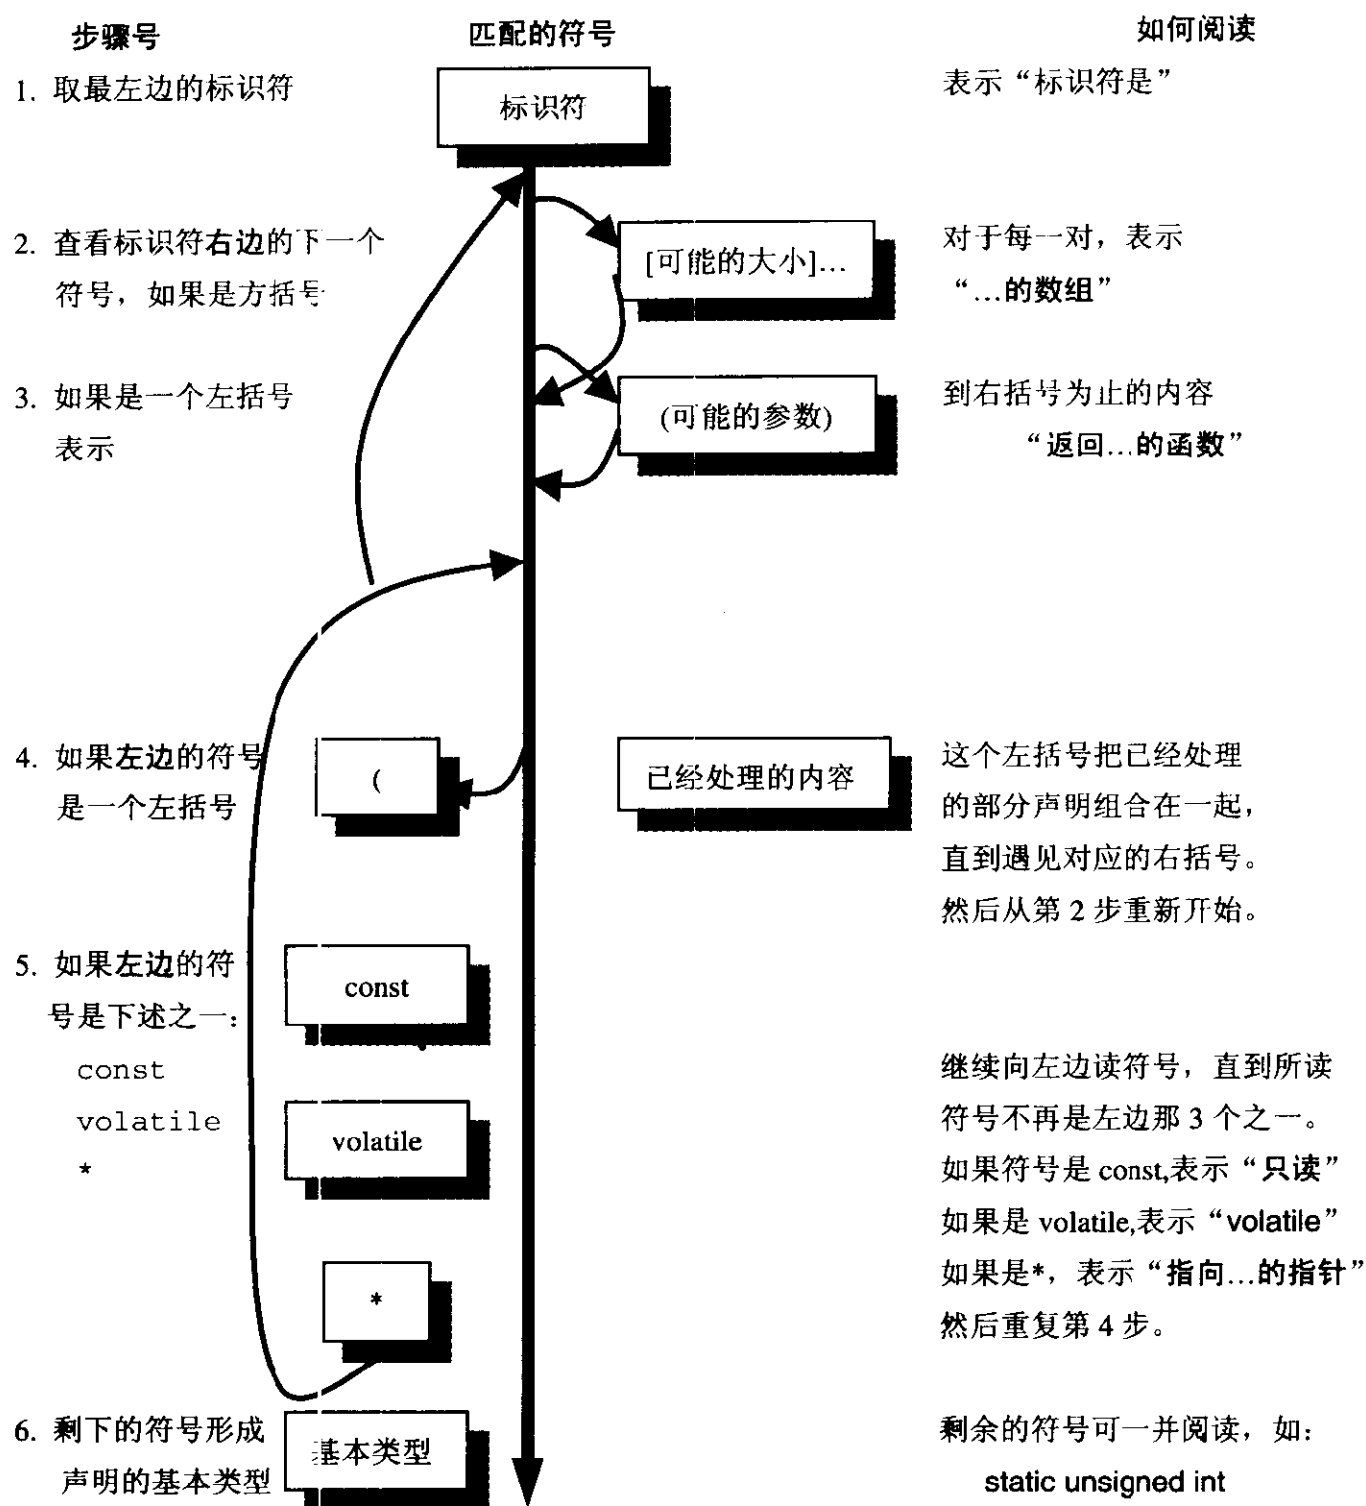 步骤号
匹配的符号
如何阅读
1. 取最左边的标识符
标识符
表示“标识符是”
2. 查看标识符右边的下一个
符号，如果是方括号
[可能的大小]…
对于每一对，表示
“…的数组”
3. 如果是一个左括号
表示
(可能的参数)
到右括号为止的内容
“返回…的函数”
4. 如果左边的符号
是一个左括号
(
已经处理的内容
这个左括号把已经处理
的部分声明组合在一起，
直到遇见对应的右括号。
然后从第 2 步重新开始。
5. 如果左边的符
号是下述之一：
const
volatile
*
const
volatile
*
继续向左边读符号，直到所读
符号不再是左边那 3 个之一。
如果符号是 const,表示“只读”
如果是 volatile,表示“volatile”
如果是*，表示“指向…的指针”
然后重复第 4 步。
6. 剩下的符号形成
声明的基本类型
基本类型
剩余的符号可一并阅读，如：
static unsigned int